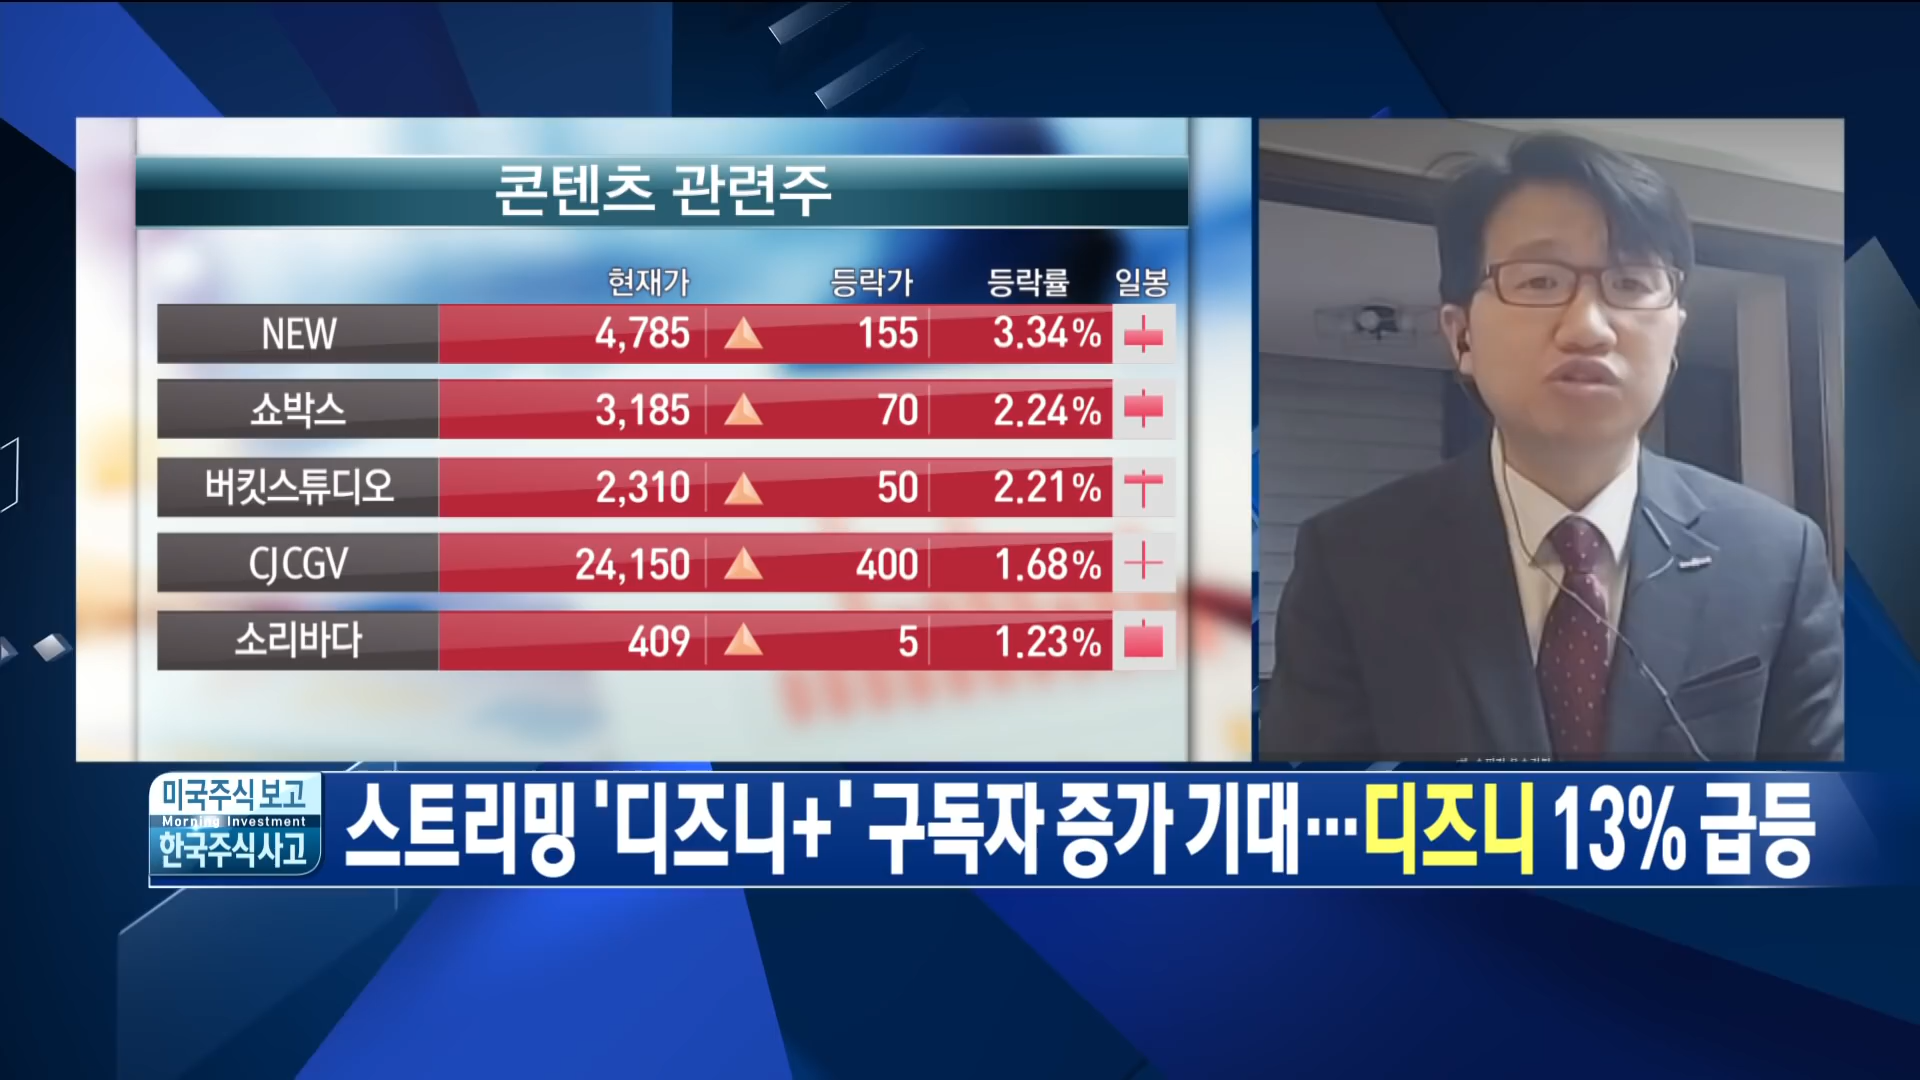 콘텐츠 관련주
현재가 등락가 등락률 일봉
NEW 4,785 155 3.34%
쇼박스 3,185 70 2.24%
버킷스튜디오 2,310 50 2.21%
CJ CGV 24,150 400 1.68%
소리바다 409 5 1.23%
미국주식 보고
Morning Investment
한국주식 사고
스트리밍 '디즈니+' 구독자 증가 기대…디즈니 13% 급등